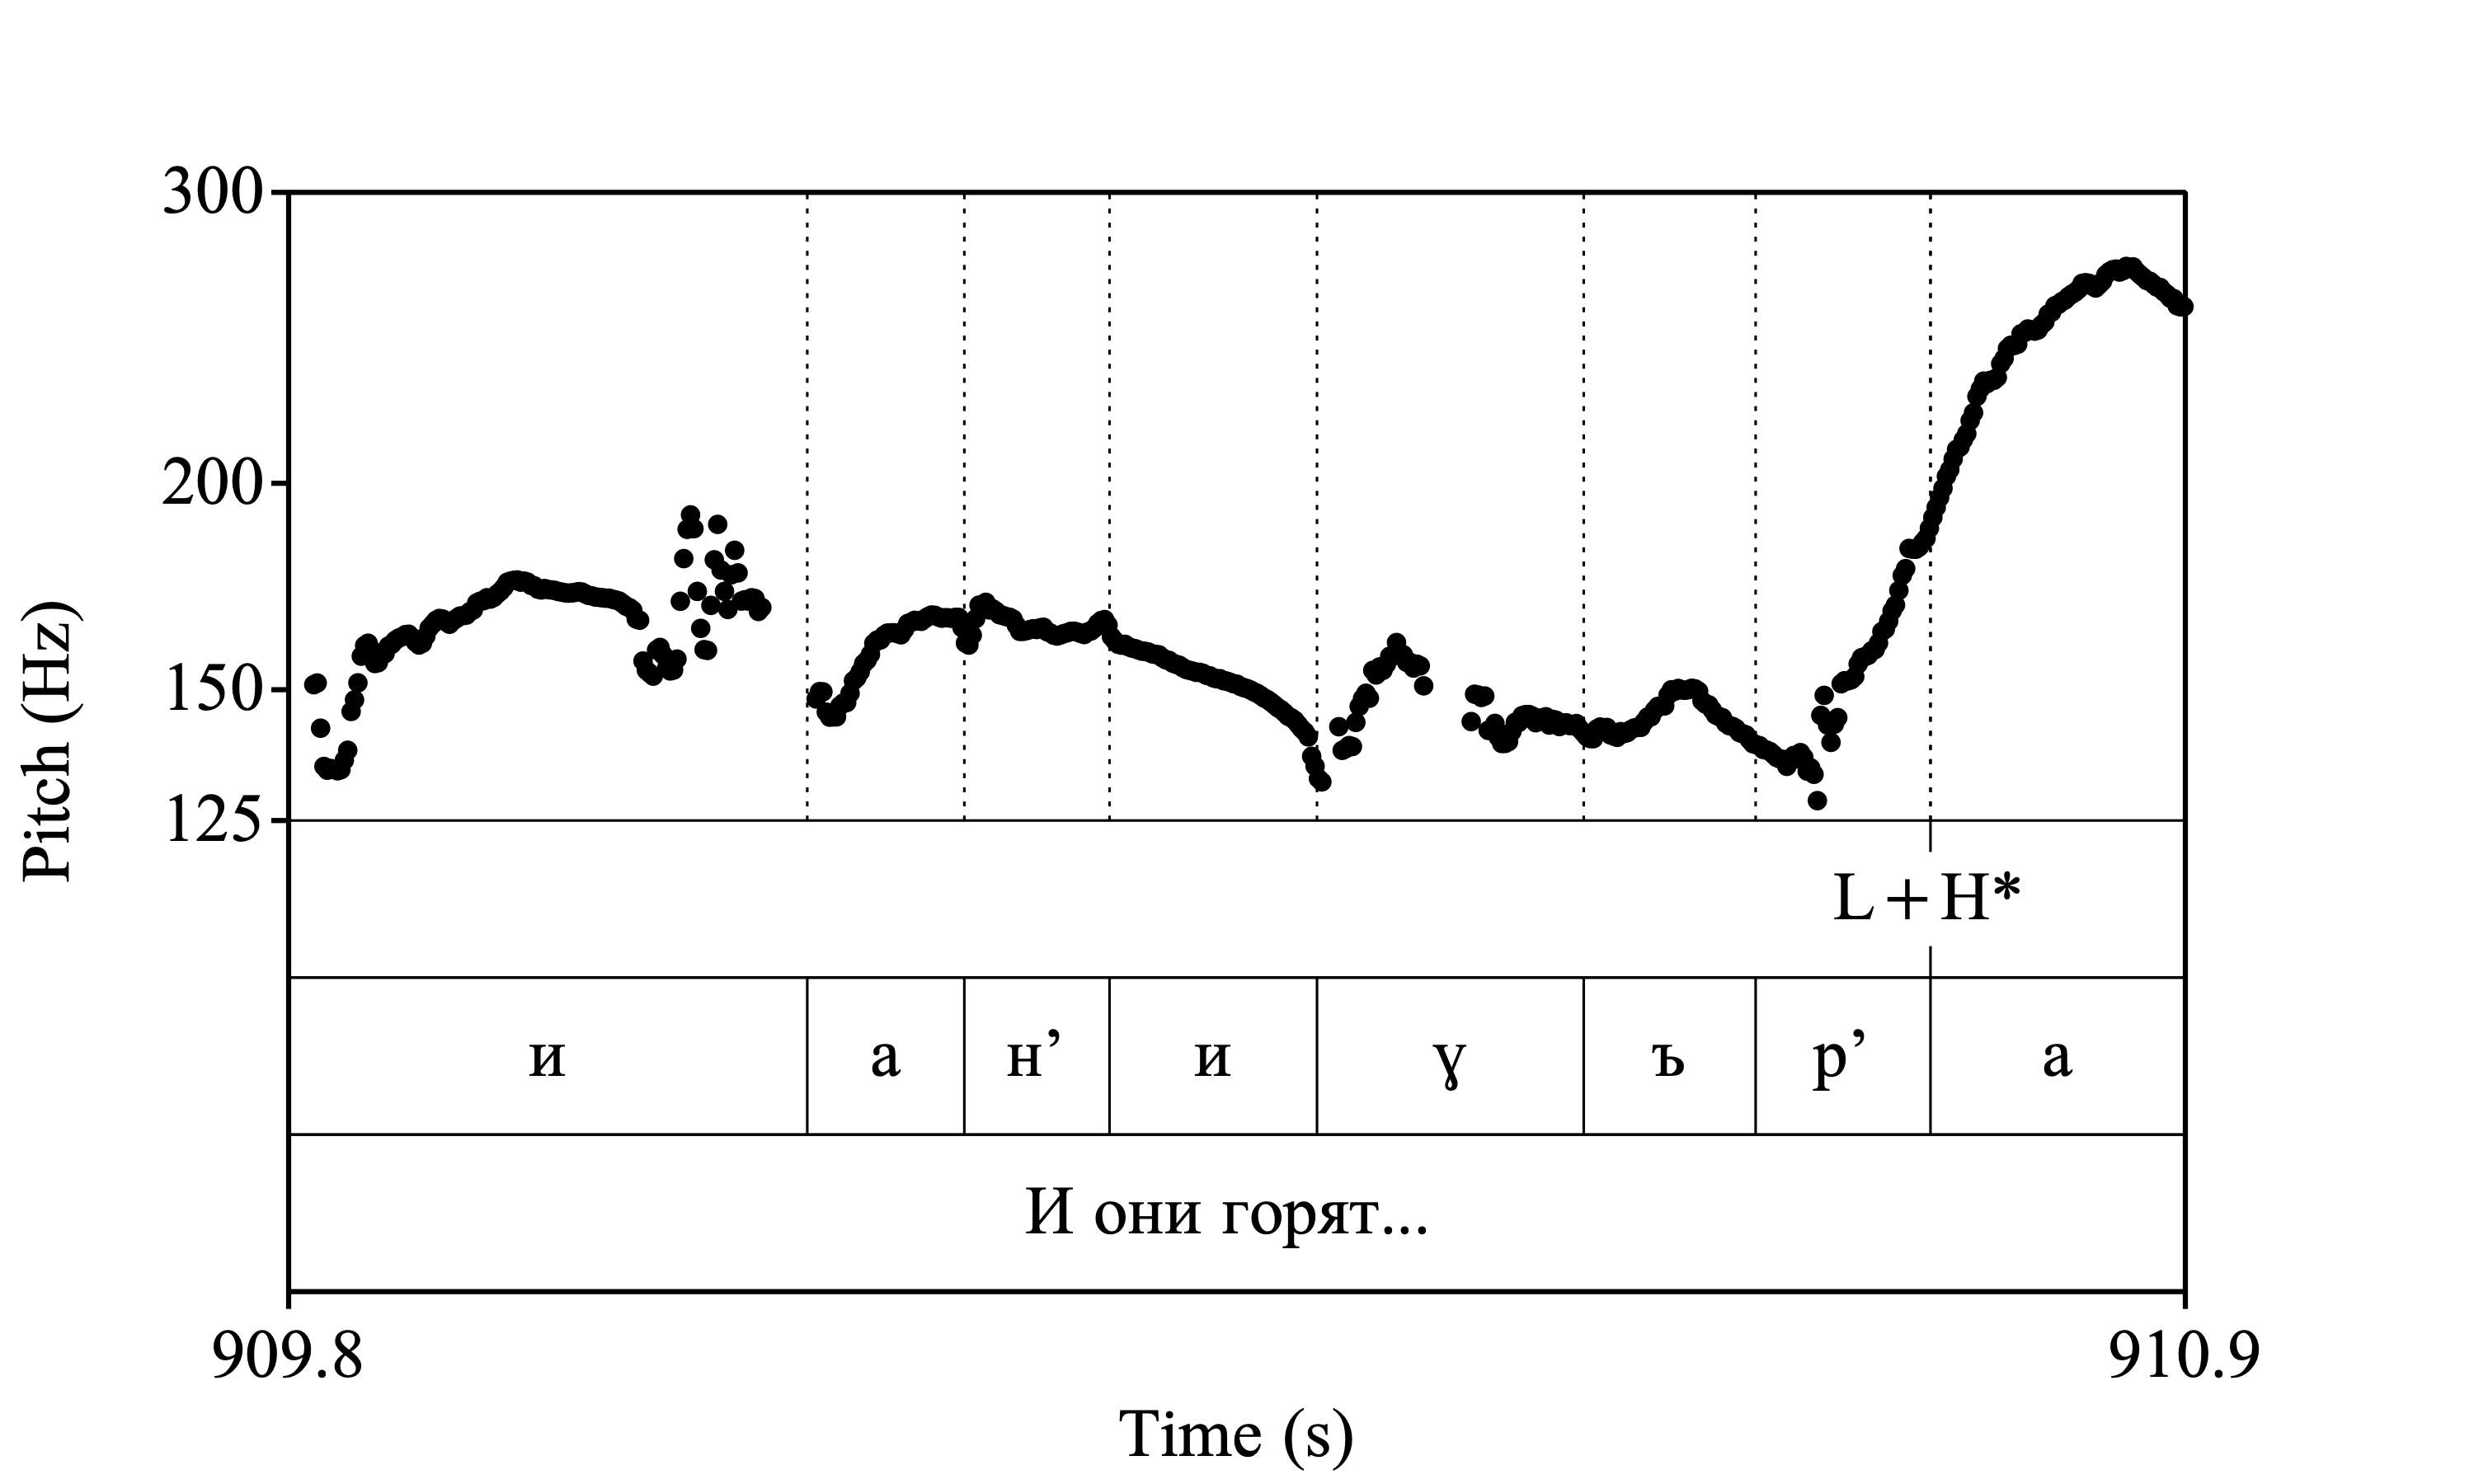 300
200
150
125
Pitch (Hz)
L+H*
и а н’ и ɣ ъ р’ а
И они горят...
909.8 910.9
Time (s)